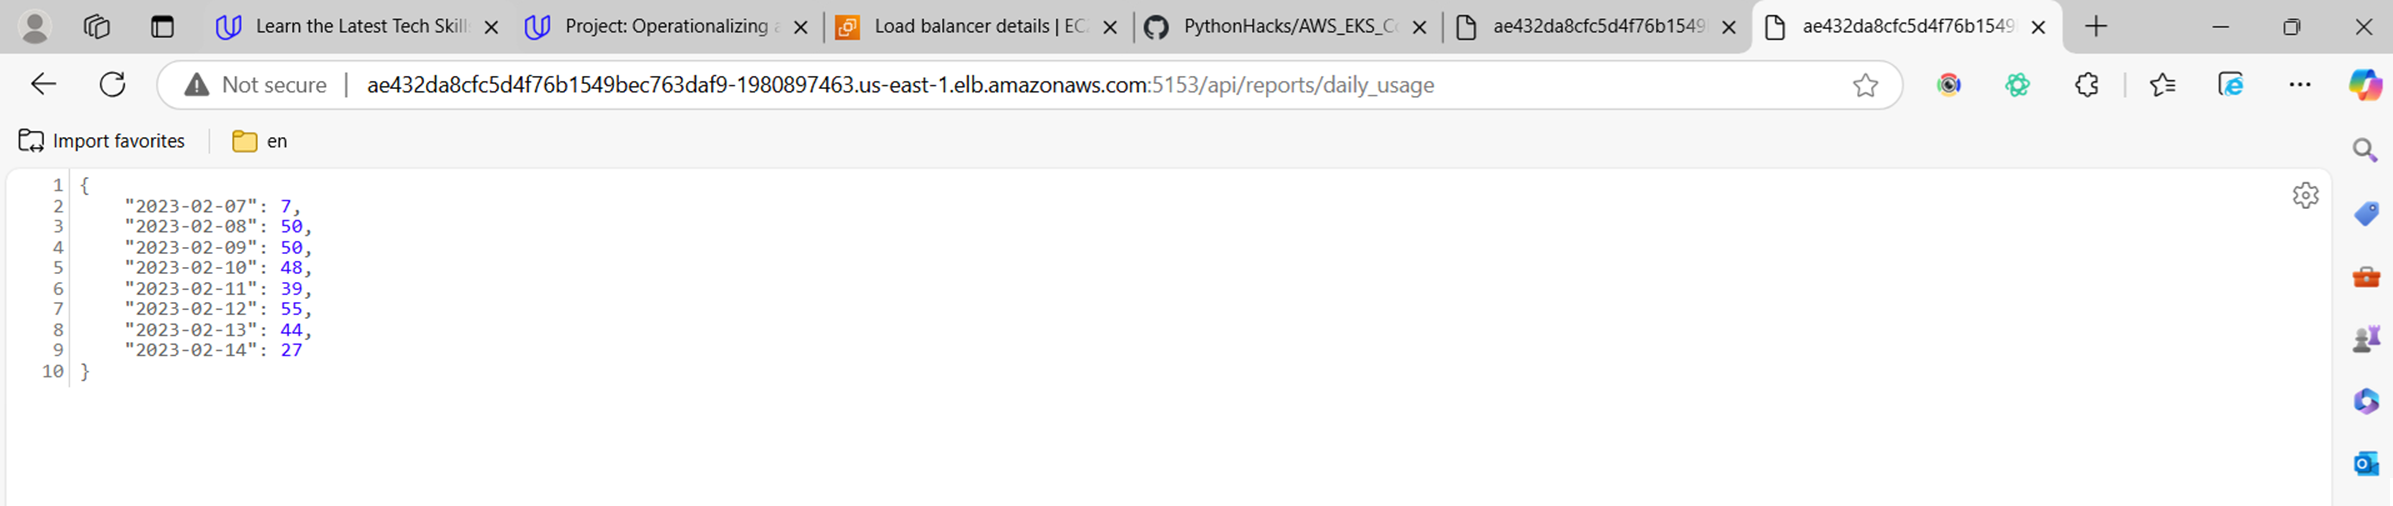 Learn the Latest Tech Skill
Project: Operationalizing a
Load balancer details | EC2
PythonHacks/AWS_EKS_Co
ae432da8cfc5d4f76b1549
ae432da8cfc5d4f76b1549
Not secure | ae432da8cfc5d4f76b1549bec763daf9-1980897463.us-east-1.elb.amazonaws.com:5153/api/reports/daily_usage
Import favorites
en
1 {
2 "2023-02-07": 7,
3 "2023-02-08": 50,
4 "2023-02-09": 50,
5 "2023-02-10": 48,
6 "2023-02-11": 39,
7 "2023-02-12": 55,
8 "2023-02-13": 44,
9 "2023-02-14": 27
10 }